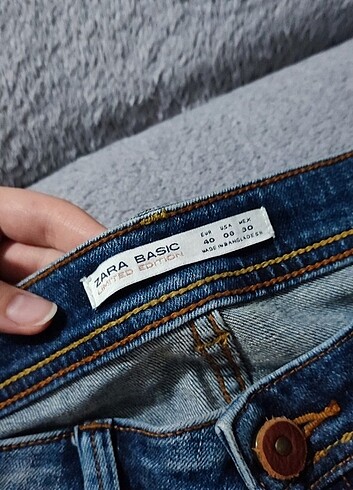 ZARA BASIC
LIMITED EDITION
EUR USA MEX
40 08 30
MADE IN BANGLADESH